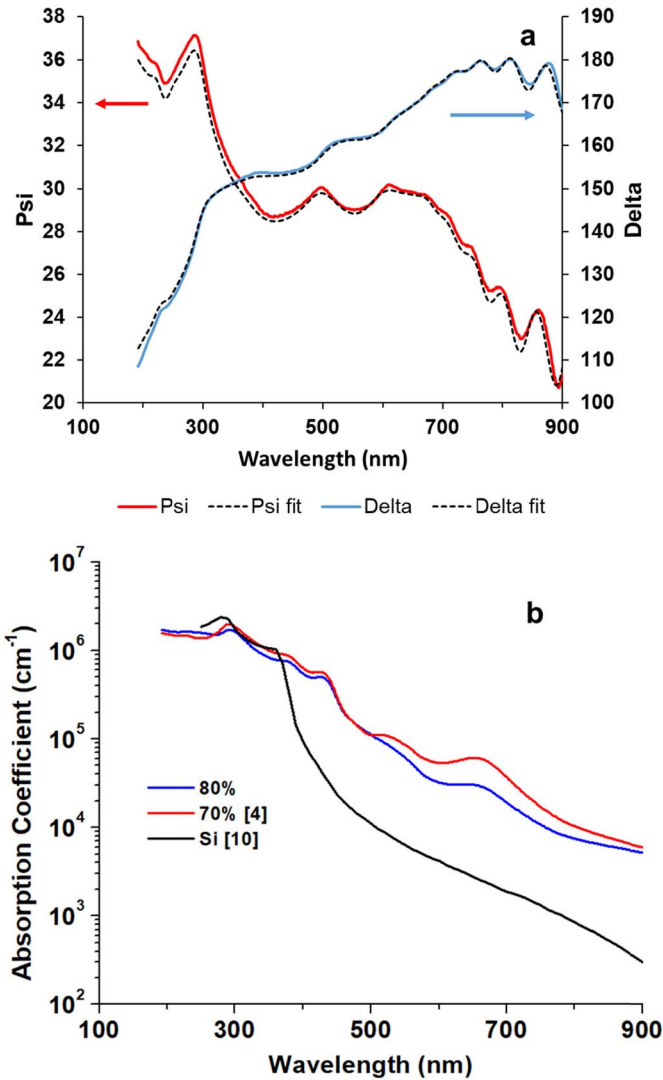 a
38
36
34
32
30
28
26
24
22
20
Psi
190
180
170
160
150
140
130
120
110
100
Delta
100 300 500 700 900
Wavelength (nm)
Psi Psi fit Delta Delta fit
b
10^7
10^6
10^5
10^4
10^3
10^2
Absorption Coefficient (cm^-1)
80%
70% [4]
Si [10]
100 300 500 700 900
Wavelength (nm)